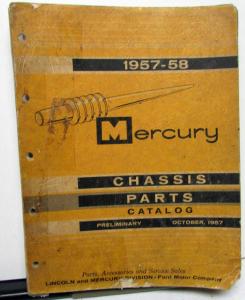 1957-58
Mercury
CHASSIS
PARTS
CATALOG
PRELIMINARY OCTOBER, 1957
Parts, Accessories and Service Sales
LINCOLN and MERCURY DIVISION - Ford Motor Company